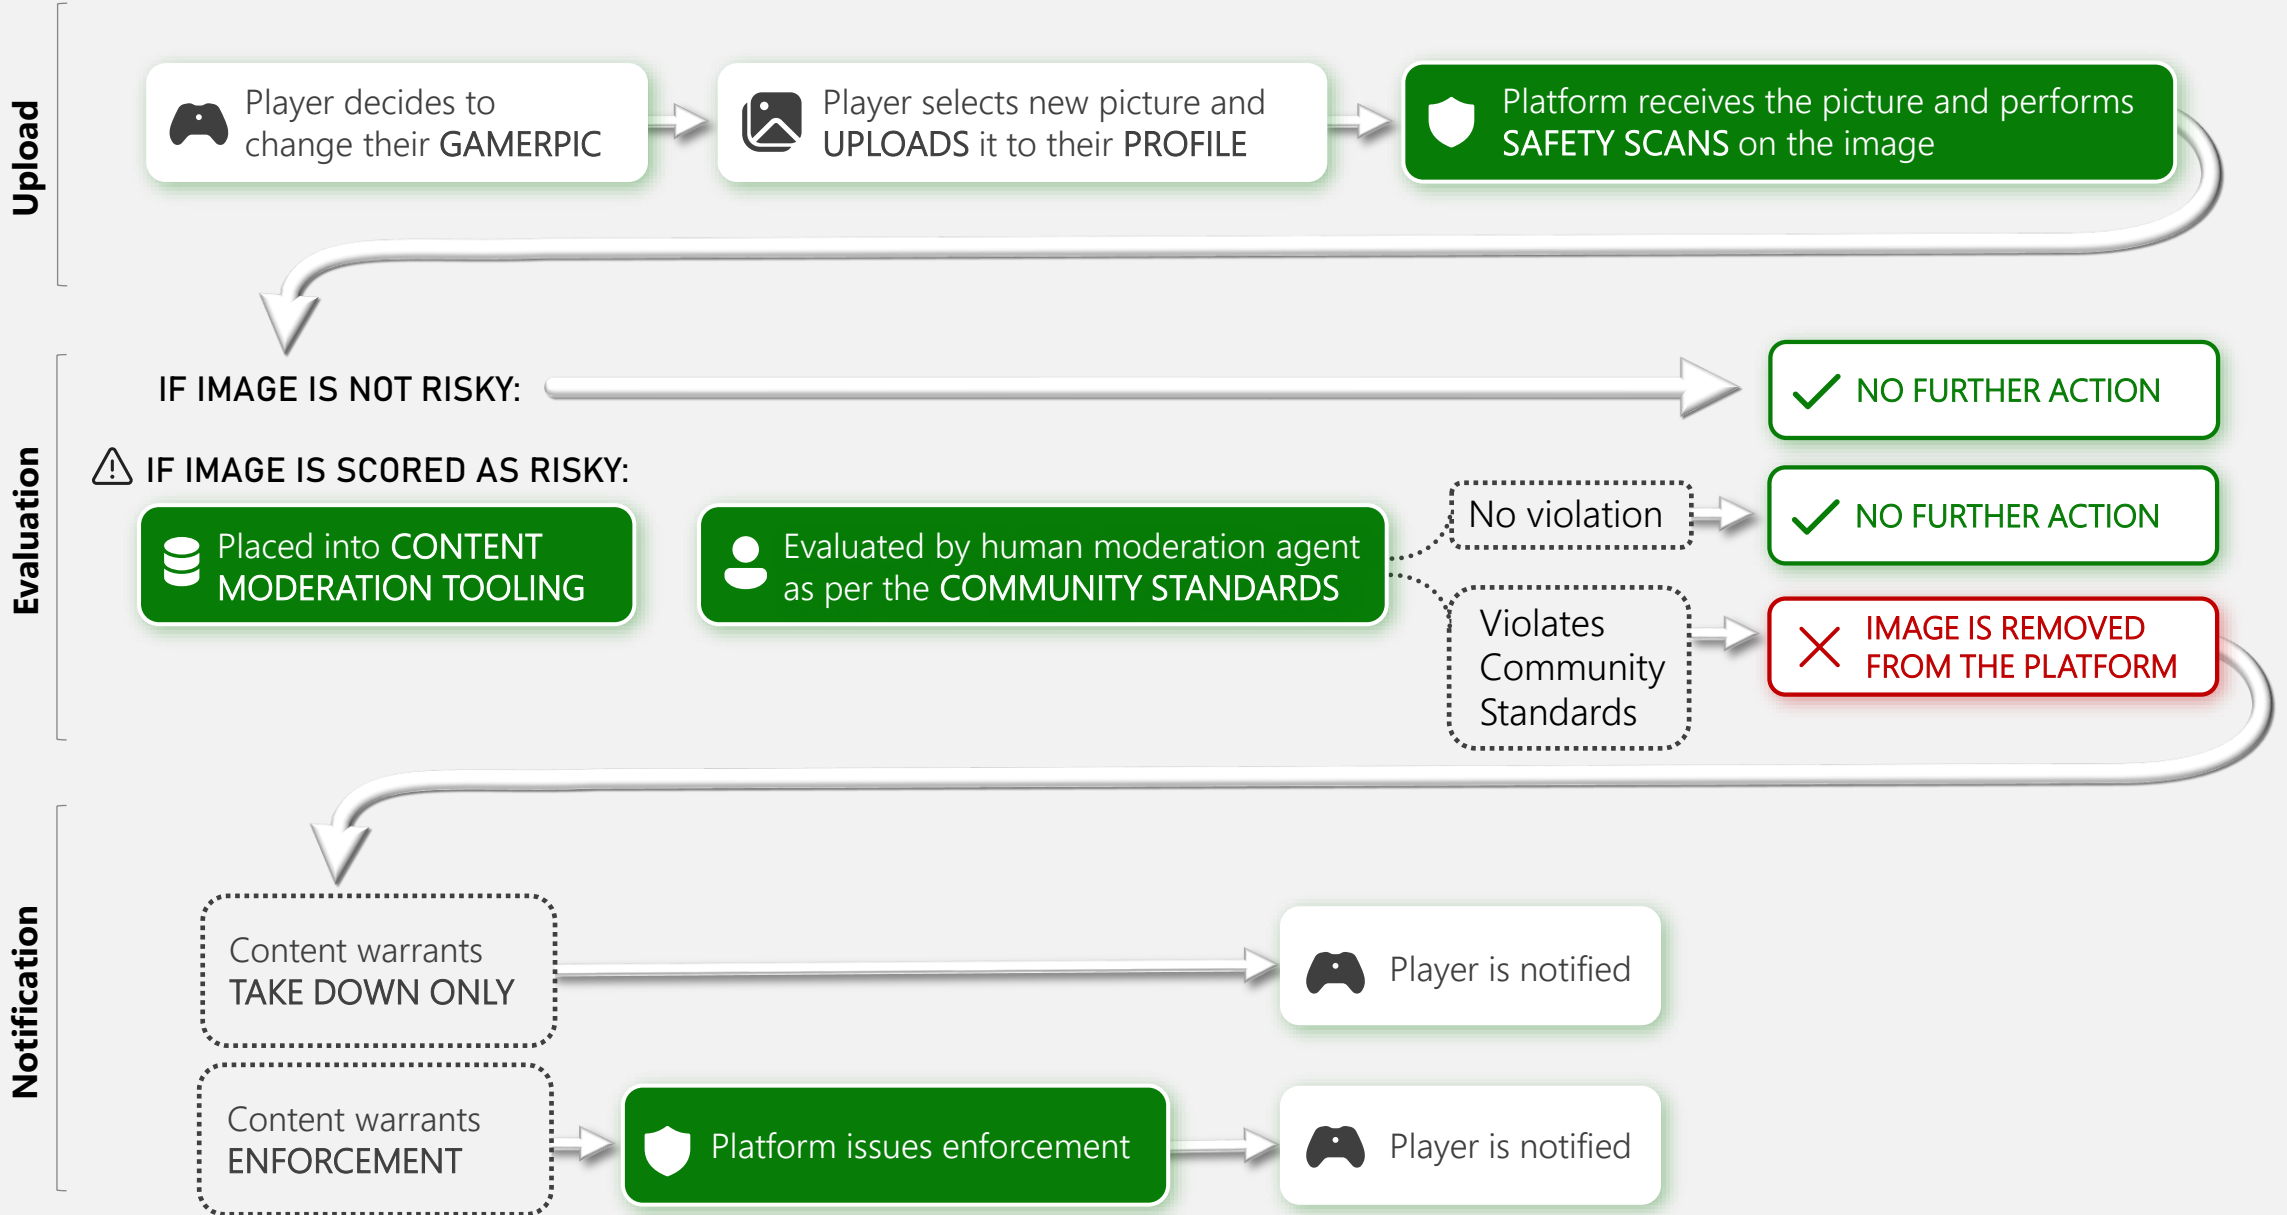 Upload
Player decides to
change their GAMERPIC
Player selects new picture and
UPLOADS it to their PROFILE
Platform receives the picture and performs
SAFETY SCANS on the image
Evaluation
IF IMAGE IS NOT RISKY:
NO FURTHER ACTION
IF IMAGE IS SCORED AS RISKY:
Placed into CONTENT
MODERATION TOOLING
Evaluated by human moderation agent
as per the COMMUNITY STANDARDS
No violation
NO FURTHER ACTION
Violates
Community
Standards
IMAGE IS REMOVED
FROM THE PLATFORM
Notification
Content warrants
TAKE DOWN ONLY
Player is notified
Content warrants
ENFORCEMENT
Platform issues enforcement
Player is notified